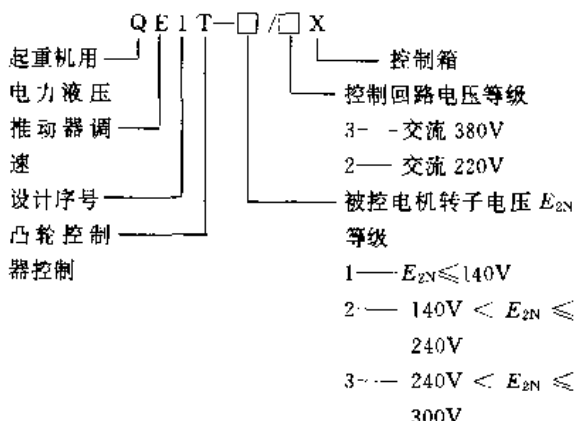 QE1T—□/□X
起重机用
电力液压
推动器调
速
设计序号
凸轮控制
器控制
控制箱
控制回路电压等级
3--交流 380V
2—— 交流 220V
被控电机转子电压 E2N
等级
1——E2N≤140V
2·—— 140V < E2N ≤
240V
3-·— 240V < E2N ≤
300V